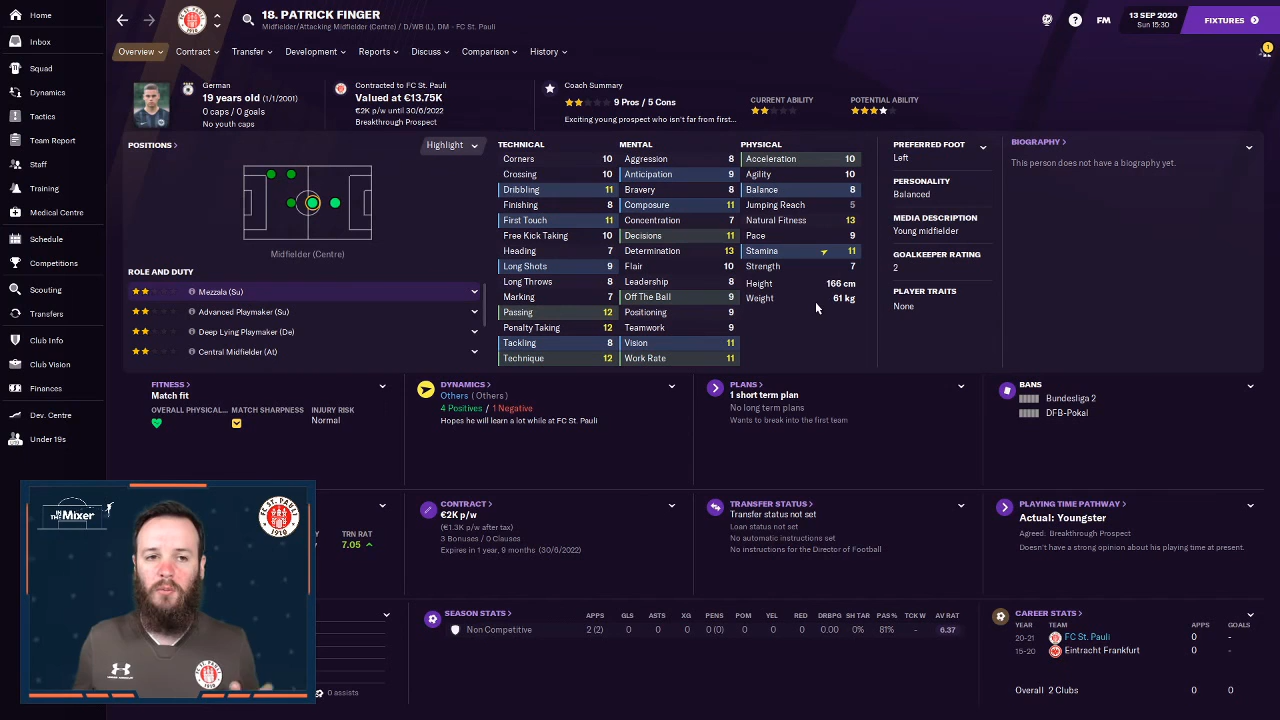 Home
Inbox
Squad
Dynamics
Tactics
Team Report
Staff
Training
Medical Centre
Schedule
Competitions
Scouting
Transfers
Club Info
Club Vision
Finances
Dev. Centre
Under 19s
18. PATRICK FINGER
Midfielder/Attacking Midfielder (Centre) / D/WB (L), DM - FC St. Pauli
FM
13 SEP 2020
Sun 15:30
FIXTURES
Overview
Contract
Transfer
Development
Reports
Discuss
Comparison
History
1
German
19 years old (1/1/2001)
0 caps / 0 goals
No youth caps
Contracted to FC St. Pauli
Valued at €13.75K
€2K p/w until 30/6/2022
Breakthrough Prospect
Coach Summary
9 Pros / 5 Cons
Exciting young prospect who isn't far from first...
CURRENT ABILITY
POTENTIAL ABILITY
POSITIONS
Highlight
Midfielder (Centre)
ROLE AND DUTY
Mezzala (Su)
Advanced Playmaker (Su)
Deep Lying Playmaker (De)
Central Midfielder (At)
TECHNICAL
Corners 10
Crossing 10
Dribbling 11
Finishing 8
First Touch 11
Free Kick Taking 10
Heading 7
Long Shots 9
Long Throws 8
Marking 7
Passing 12
Penalty Taking 12
Tackling 8
Technique 12
MENTAL
Aggression 8
Anticipation 9
Bravery 8
Composure 11
Concentration 7
Decisions 11
Determination 13
Flair 10
Leadership 8
Off The Ball 9
Positioning 9
Teamwork 9
Vision 11
Work Rate 11
PHYSICAL
Acceleration 10
Agility 10
Balance 8
Jumping Reach 5
Natural Fitness 13
Pace 9
Stamina 11
Strength 7
Height 166 cm
Weight 61 kg
PREFERRED FOOT
Left
PERSONALITY
Balanced
MEDIA DESCRIPTION
Young midfielder
GOALKEEPER RATING
2
PLAYER TRAITS
None
BIOGRAPHY
This person does not have a biography yet.
FITNESS
Match fit
OVERALL PHYSICAL...
MATCH SHARPNESS
INJURY RISK
Normal
DYNAMICS
Others (Others)
4 Positives / 1 Negative
Hopes he will learn a lot while at FC St. Pauli
PLANS
1 short term plan
No long term plans
Wants to break into the first team
BANS
Bundesliga 2
DFB-Pokal
TRN RAT
7.05
CONTRACT
€2K p/w
(€1.3K p/w after tax)
3 Bonuses / 0 Clauses
Expires in 1 year, 9 months (30/6/2022)
TRANSFER STATUS
Transfer status not set
Loan status not set
No automatic instructions set
No instructions for the Director of Football
PLAYING TIME PATHWAY
Actual: Youngster
Agreed: Breakthrough Prospect
Doesn't have a strong opinion about his playing time at present.
0 assists
SEASON STATS
APPS GLS ASTS XG PENS POM YEL RED DRBPG SH TAR PAS% TCK W AV RAT
Non Competitive 2 (2) 0 0 0 0 (0) 0 0 0 0.00 0% 81% - 6.37
CAREER STATS
YEAR TEAM APPS GOALS
20-21 FC St. Pauli 0 -
15-20 Eintracht Frankfurt 0 -
Overall 2 Clubs 0 0
IN THE Mixer
FC ST. PAULI
1910